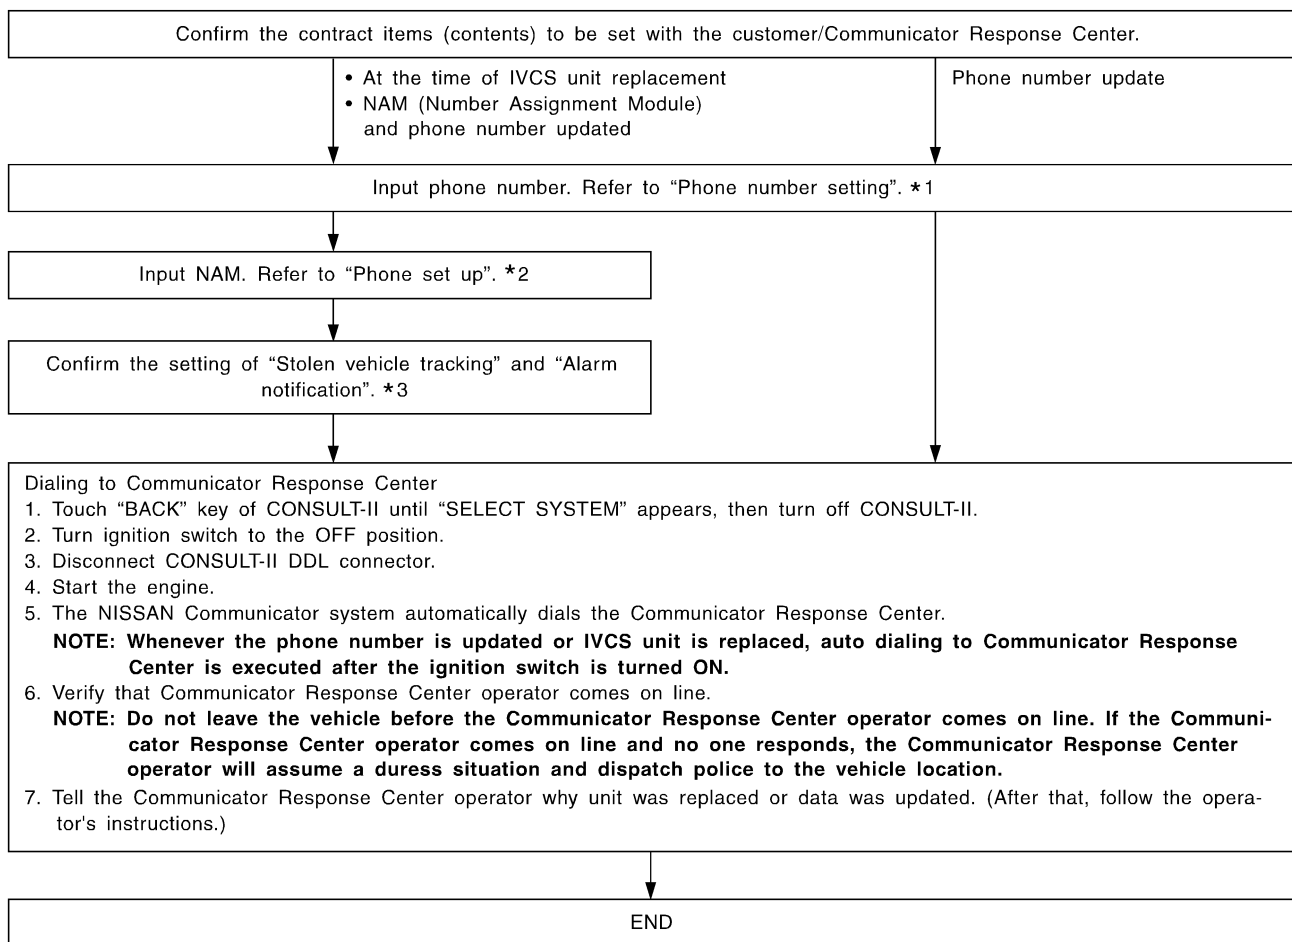 Confirm the contract items (contents) to be set with the customer/Communicator Response Center.
• At the time of IVCS unit replacement
• NAM (Number Assignment Module)
and phone number updated
Phone number update
Input phone number. Refer to “Phone number setting”. *1
Input NAM. Refer to “Phone set up”. *2
Confirm the setting of “Stolen vehicle tracking” and “Alarm
notification”. *3
Dialing to Communicator Response Center
1. Touch “BACK” key of CONSULT-II until “SELECT SYSTEM” appears, then turn off CONSULT-II.
2. Turn ignition switch to the OFF position.
3. Disconnect CONSULT-II DDL connector.
4. Start the engine.
5. The NISSAN Communicator system automatically dials the Communicator Response Center.
NOTE: Whenever the phone number is updated or IVCS unit is replaced, auto dialing to Communicator Response
Center is executed after the ignition switch is turned ON.
6. Verify that Communicator Response Center operator comes on line.
NOTE: Do not leave the vehicle before the Communicator Response Center operator comes on line. If the Communi-
cator Response Center operator comes on line and no one responds, the Communicator Response Center
operator will assume a duress situation and dispatch police to the vehicle location.
7. Tell the Communicator Response Center operator why unit was replaced or data was updated. (After that, follow the opera-
tor's instructions.)
END